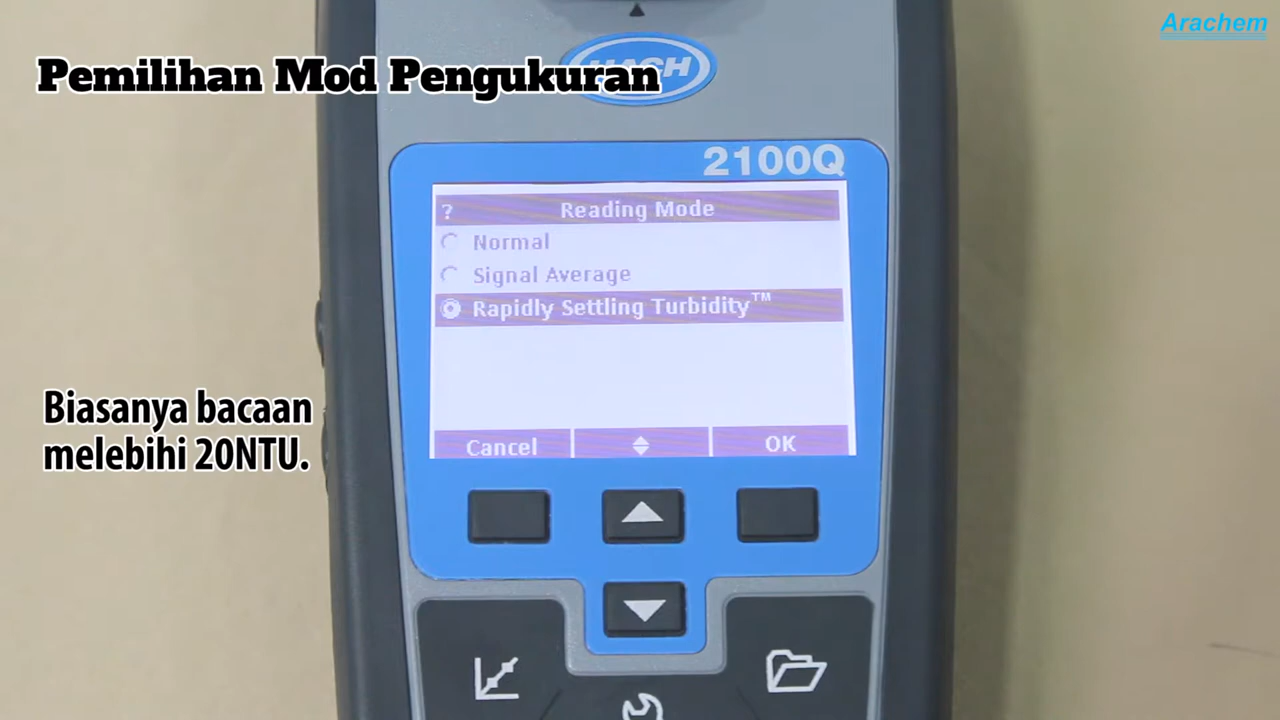 Arachem
Pemilihan Mod Pengukuran
HACH
2100Q
? Reading Mode
Normal
Signal Average
Rapidly Settling Turbidity™
Biasanya bacaan
melebihi 20NTU.
Cancel OK